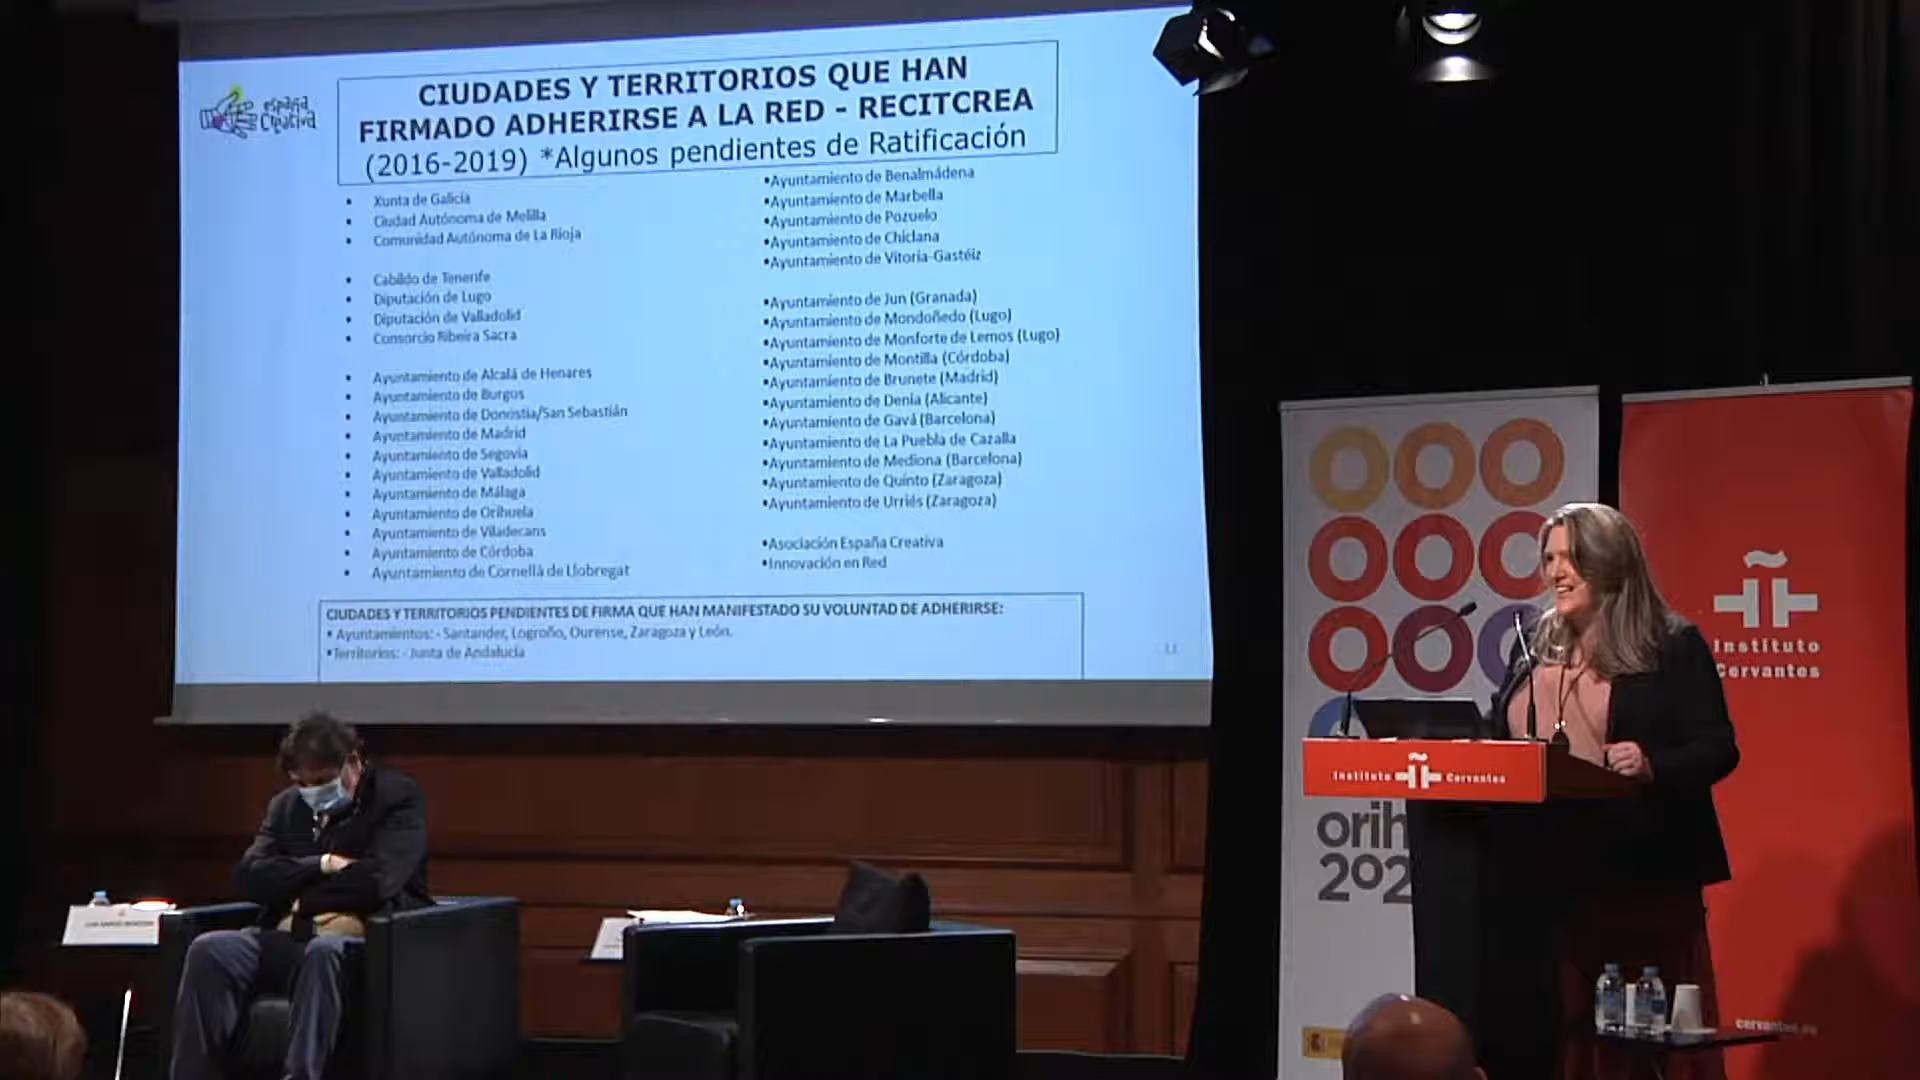 españa
Creativa
CIUDADES Y TERRITORIOS QUE HAN
FIRMADO ADHERIRSE A LA RED - RECITCREA
(2016-2019) *Algunos pendientes de Ratificación
• Xunta de Galicia
• Ciudad Autónoma de Melilla
• Comunidad Autónoma de La Rioja
• Cabildo de Tenerife
• Diputación de Lugo
• Diputación de Valladolid
• Consorcio Ribeira Sacra
• Ayuntamiento de Alcalá de Henares
• Ayuntamiento de Burgos
• Ayuntamiento de Donostia/San Sebastián
• Ayuntamiento de Madrid
• Ayuntamiento de Segovia
• Ayuntamiento de Valladolid
• Ayuntamiento de Málaga
• Ayuntamiento de Orihuela
• Ayuntamiento de Viladecans
• Ayuntamiento de Córdoba
• Ayuntamiento de Cornellá de Llobregat
•Ayuntamiento de Benalmádena
•Ayuntamiento de Marbella
•Ayuntamiento de Pozuelo
•Ayuntamiento de Chiclana
•Ayuntamiento de Vitoria-Gastéiz
•Ayuntamiento de Jun (Granada)
•Ayuntamiento de Mondoñedo (Lugo)
•Ayuntamiento de Monforte de Lemos (Lugo)
•Ayuntamiento de Montilla (Córdoba)
•Ayuntamiento de Brunete (Madrid)
•Ayuntamiento de Denia (Alicante)
•Ayuntamiento de Gavá (Barcelona)
•Ayuntamiento de La Puebla de Cazalla
•Ayuntamiento de Mediona (Barcelona)
•Ayuntamiento de Quinto (Zaragoza)
•Ayuntamiento de Urriés (Zaragoza)
•Asociación España Creativa
•Innovación en Red
CIUDADES Y TERRITORIOS PENDIENTES DE FIRMA QUE HAN MANIFESTADO SU VOLUNTAD DE ADHERIRSE:
• Ayuntamientos: - Santander, Logroño, Ourense, Zaragoza y León.
•Territorios: - Junta de Andalucía
11
Instituto
Cervantes
Instituto Cervantes
orih
202
cervantes.es